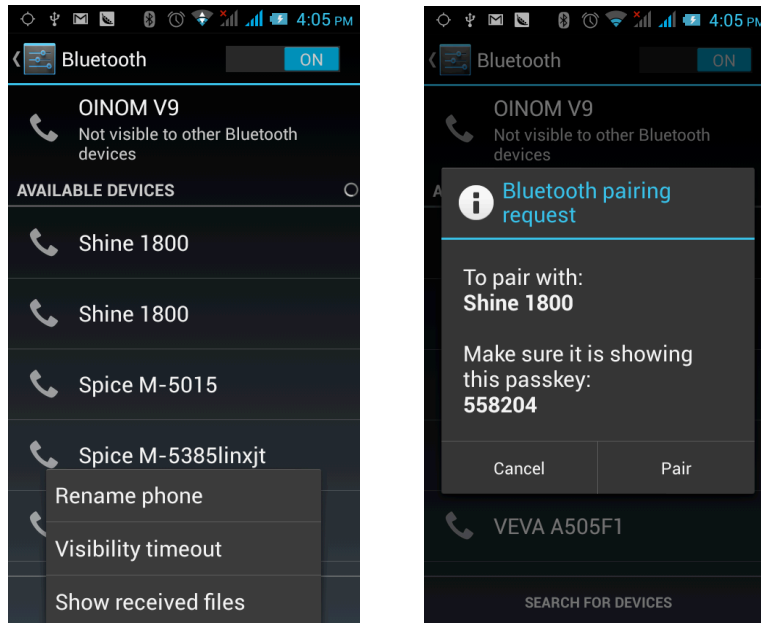 4:05 PM
Bluetooth
ON
OINOM V9
Not visible to other Bluetooth
devices
AVAILABLE DEVICES
Shine 1800
Shine 1800
Spice M-5015
Spice M-5385linxjt
Rename phone
Visibility timeout
Show received files
4:05 PM
Bluetooth
ON
OINOM V9
Not visible to other Bluetooth
devices
A
Bluetooth pairing
request
To pair with:
Shine 1800
Make sure it is showing
this passkey:
558204
Cancel
Pair
VEVA A505F1
SEARCH FOR DEVICES